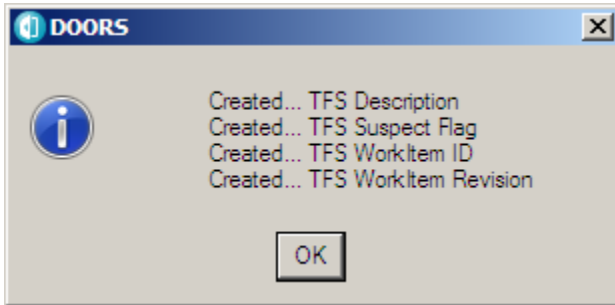 DOORS
Created... TFS Description
Created... TFS Suspect Flag
Created... TFS WorkItem ID
Created... TFS WorkItem Revision
OK